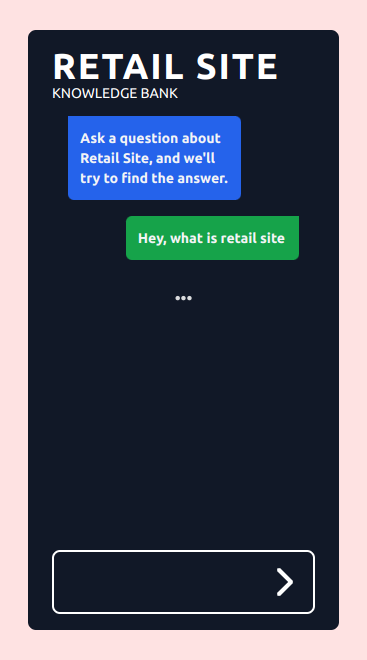 RETAIL SITE
KNOWLEDGE BANK
Ask a question about
Retail Site, and we'll
try to find the answer.
Hey, what is retail site
...